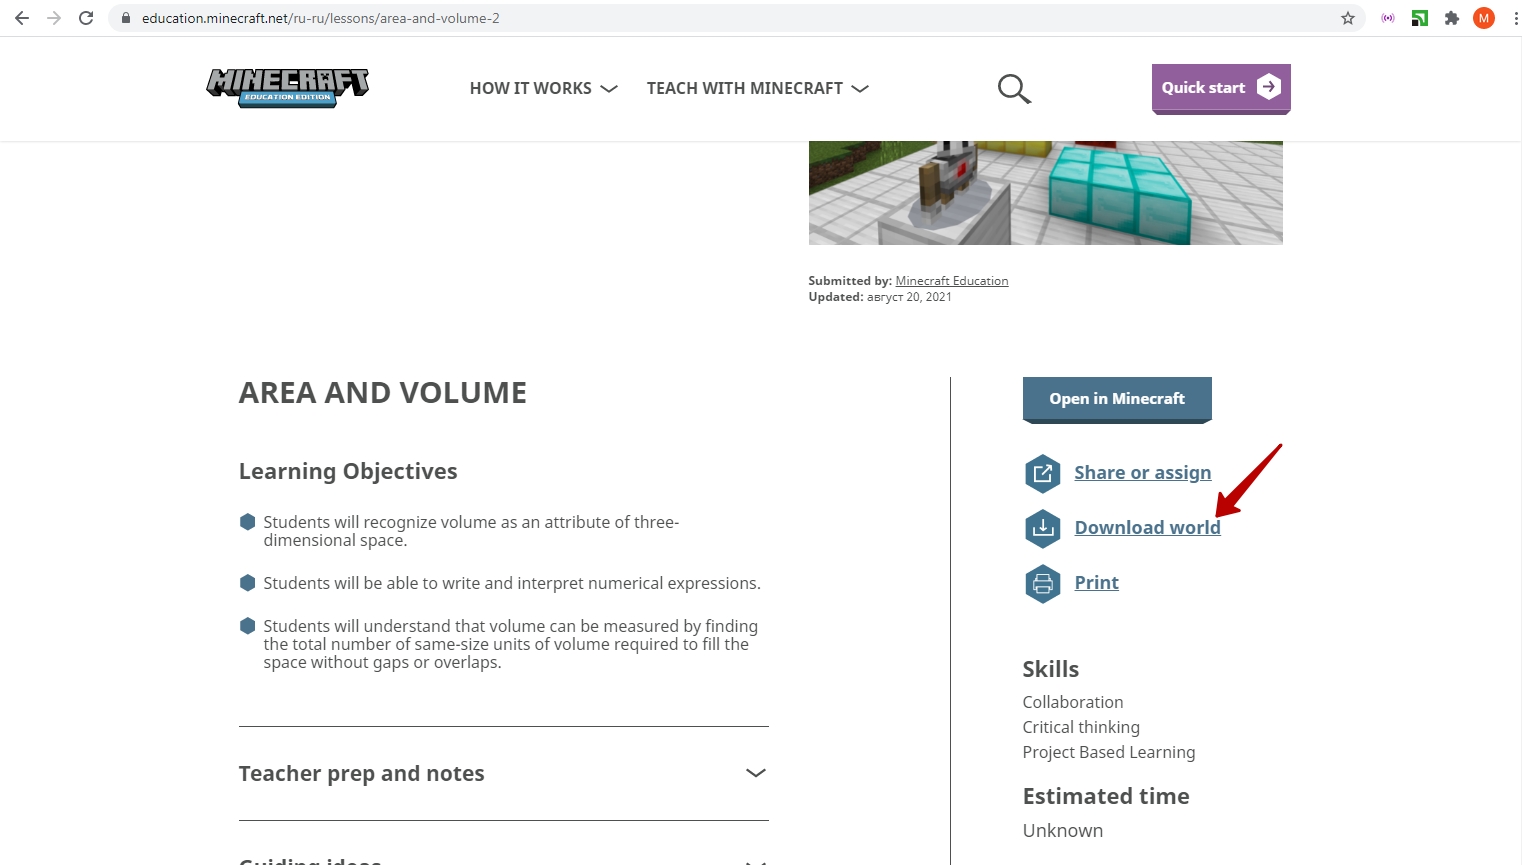 education.minecraft.net/ru-ru/lessons/area-and-volume-2
M
MINECRAFT
EDUCATION EDITION
HOW IT WORKS
TEACH WITH MINECRAFT
Quick start
Submitted by: Minecraft Education
Updated: август 20, 2021
AREA AND VOLUME
Learning Objectives
Students will recognize volume as an attribute of three-
dimensional space.
Students will be able to write and interpret numerical expressions.
Students will understand that volume can be measured by finding
the total number of same-size units of volume required to fill the
space without gaps or overlaps.
Teacher prep and notes
Guiding ideas
Open in Minecraft
Share or assign
Download world
Print
Skills
Collaboration
Critical thinking
Project Based Learning
Estimated time
Unknown